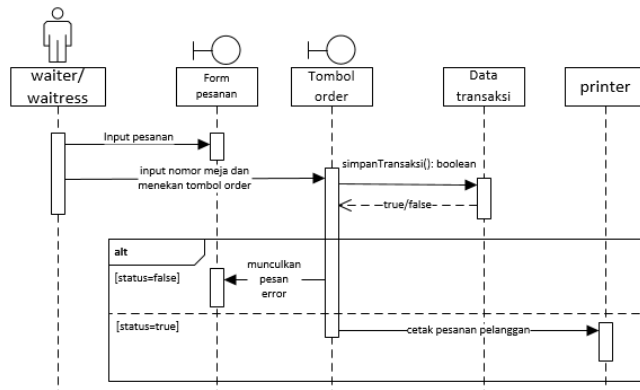 waiter/
waitress
Form
pesanan
Tombol
order
Data
transaksi
printer
Input pesanan
input nomor meja dan
menekan tombol order
simpanTransaksi(): boolean
true/false
alt
[status=false]
munculkan
pesan
error
[status=true]
cetak pesanan pelanggan